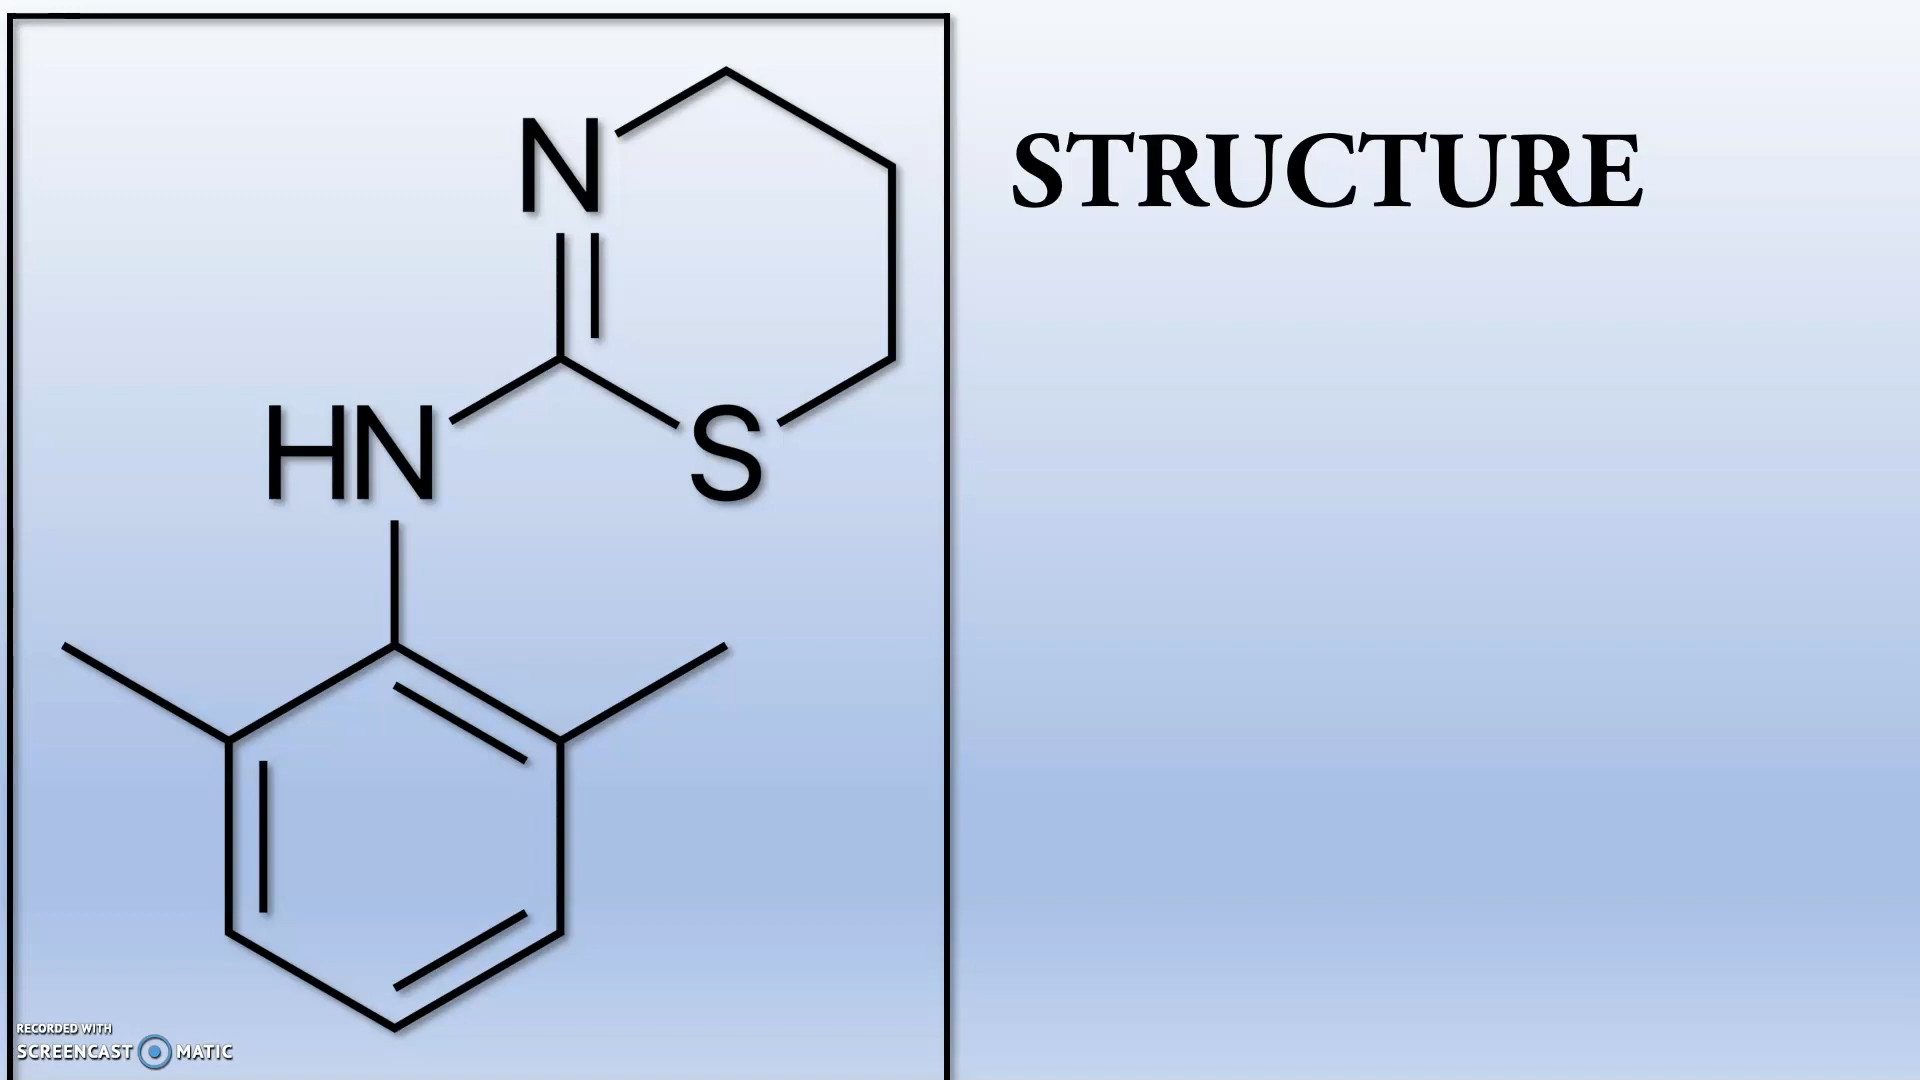 STRUCTURE
N
HN
S
RECORDED WITH
SCREENCAST MATIC